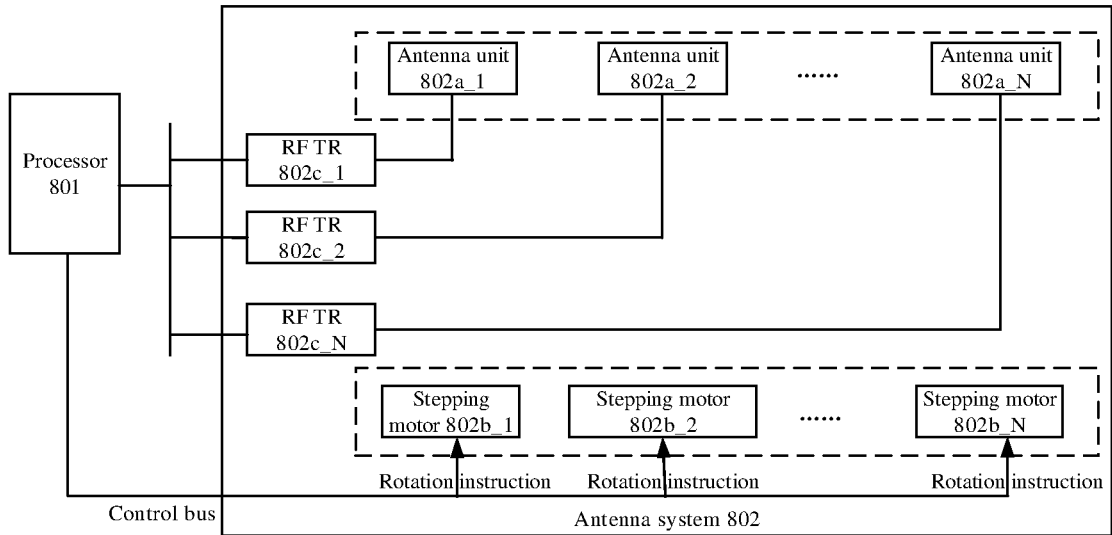 Antenna unit
802a_1
Antenna unit
802a_2
......
Antenna unit
802a_N
Processor
801
RF TR
802c_1
RF TR
802c_2
RF TR
802c_N
Stepping
motor 802b_1
Stepping motor
802b_2
......
Stepping motor
802b_N
Rotation instruction
Rotation instruction
Rotation instruction
Control bus
Antenna system 802